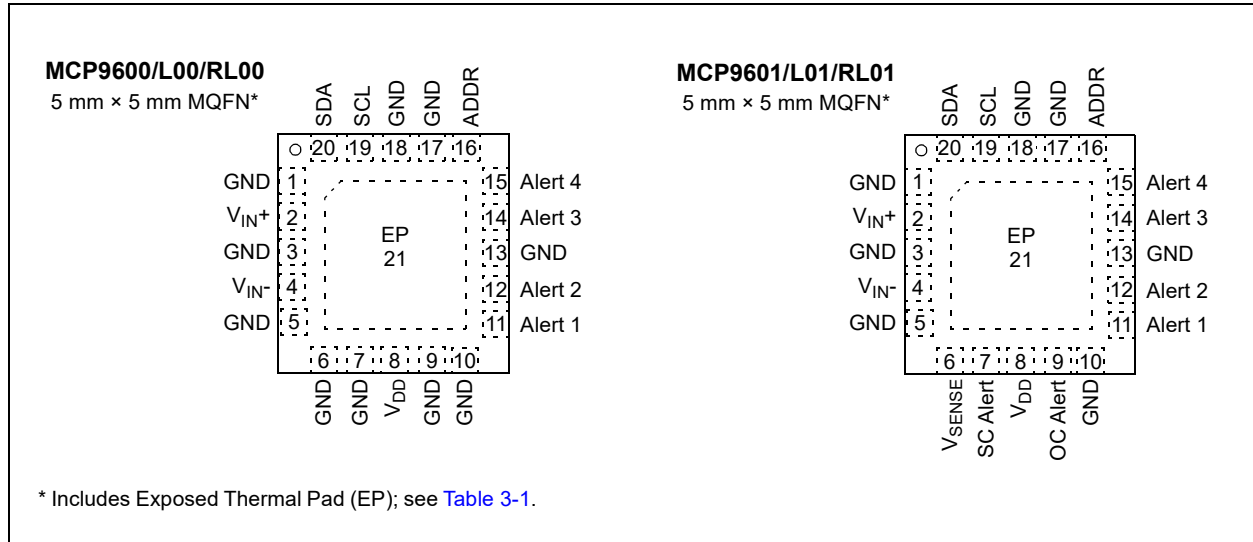 MCP9600/L00/RL00
5 mm × 5 mm MQFN*
SDA
SCL
GND
GND
ADDR
20 19 18 17 16
GND 1
VIN+ 2
GND 3
VIN- 4
GND 5
EP
21
15 Alert 4
14 Alert 3
13 GND
12 Alert 2
11 Alert 1
6 7 8 9 10
GND
GND
VDD
GND
GND
MCP9601/L01/RL01
5 mm × 5 mm MQFN*
SDA
SCL
GND
GND
ADDR
20 19 18 17 16
GND 1
VIN+ 2
GND 3
VIN- 4
GND 5
EP
21
15 Alert 4
14 Alert 3
13 GND
12 Alert 2
11 Alert 1
6 7 8 9 10
VSENSE
SC Alert
VDD
OC Alert
GND
* Includes Exposed Thermal Pad (EP); see Table 3-1.